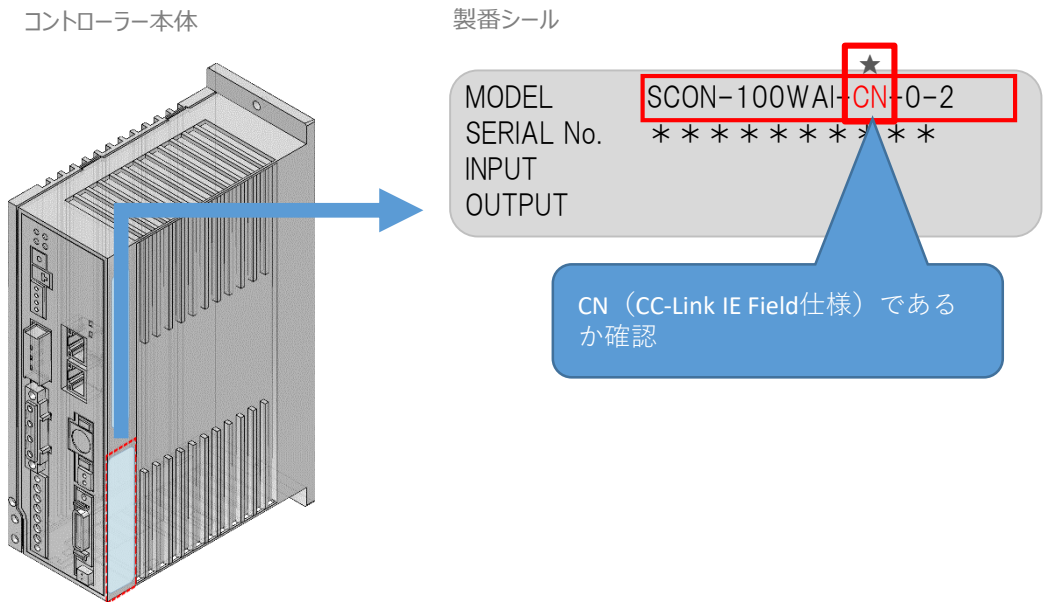 コントローラー本体
製番シール
★
MODEL SCON-100WAI-CN-0-2
SERIAL No. ＊＊＊＊＊＊＊＊＊＊
INPUT
OUTPUT
CN（CC-Link IE Field仕様）である
か確認